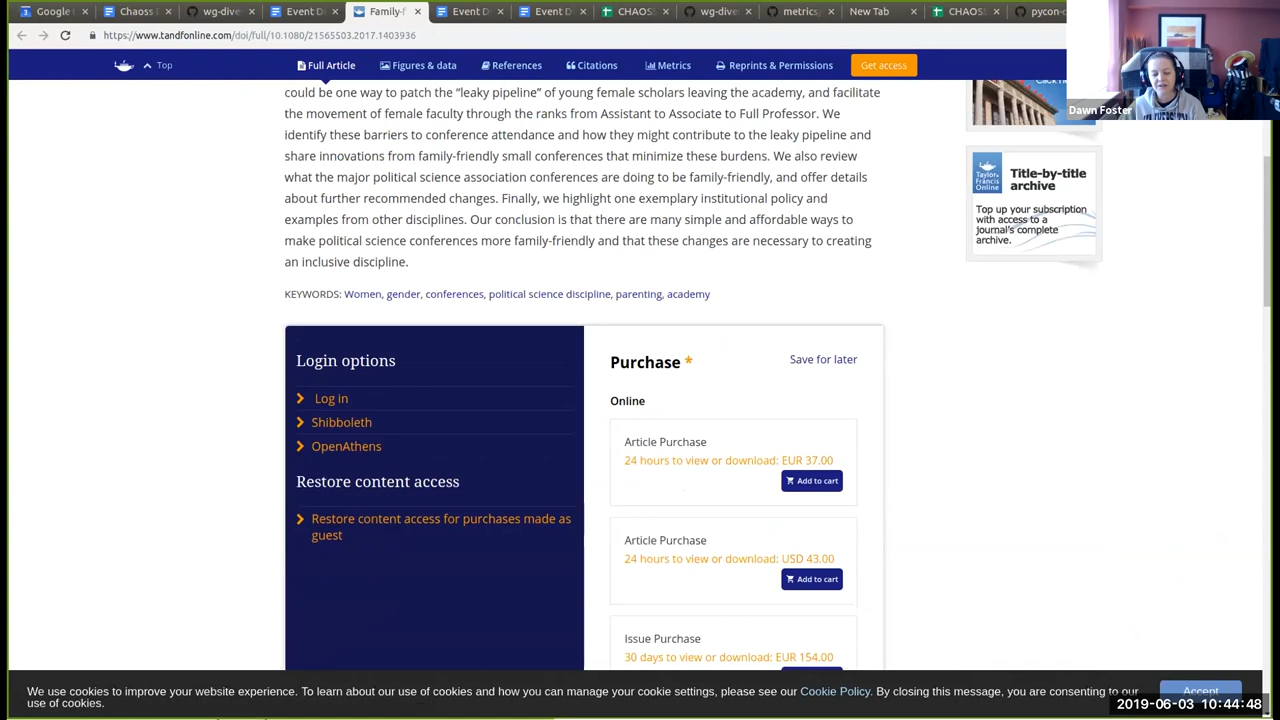 Google
Chaoss
wg-dive
Event D
Family-f
Event D
Event D
CHAOSS
wg-dive
metrics
New Tab
CHAOSS
pycon-
https://www.tandfonline.com/doi/full/10.1080/21565503.2017.1403936
Top
Full Article
Figures & data
References
Citations
Metrics
Reprints & Permissions
Get access
Dawn Foster
could be one way to patch the “leaky pipeline” of young female scholars leaving the academy, and facilitate
the movement of female faculty through the ranks from Assistant to Associate to Full Professor. We
identify these barriers to conference attendance and how they might contribute to the leaky pipeline and
share innovations from family-friendly small conferences that minimize these burdens. We also review
what the major political science association conferences are doing to be family-friendly, and offer details
about further recommended changes. Finally, we highlight one exemplary institutional policy and
examples from other disciplines. Our conclusion is that there are many simple and affordable ways to
make political science conferences more family-friendly and that these changes are necessary to creating
an inclusive discipline.
KEYWORDS: Women, gender, conferences, political science discipline, parenting, academy
Taylor & Francis Online
Title-by-title
archive
Top up your subscription
with access to a
journal's complete
archive.
Login options
Log in
Shibboleth
OpenAthens
Restore content access
Restore content access for purchases made as
guest
Purchase *
Save for later
Online
Article Purchase
24 hours to view or download: EUR 37.00
Add to cart
Article Purchase
24 hours to view or download: USD 43.00
Add to cart
Issue Purchase
30 days to view or download: EUR 154.00
We use cookies to improve your website experience. To learn about our use of cookies and how you can manage your cookie settings, please see our Cookie Policy. By closing this message, you are consenting to our
use of cookies.
Accept
2019-06-03 10:44:48